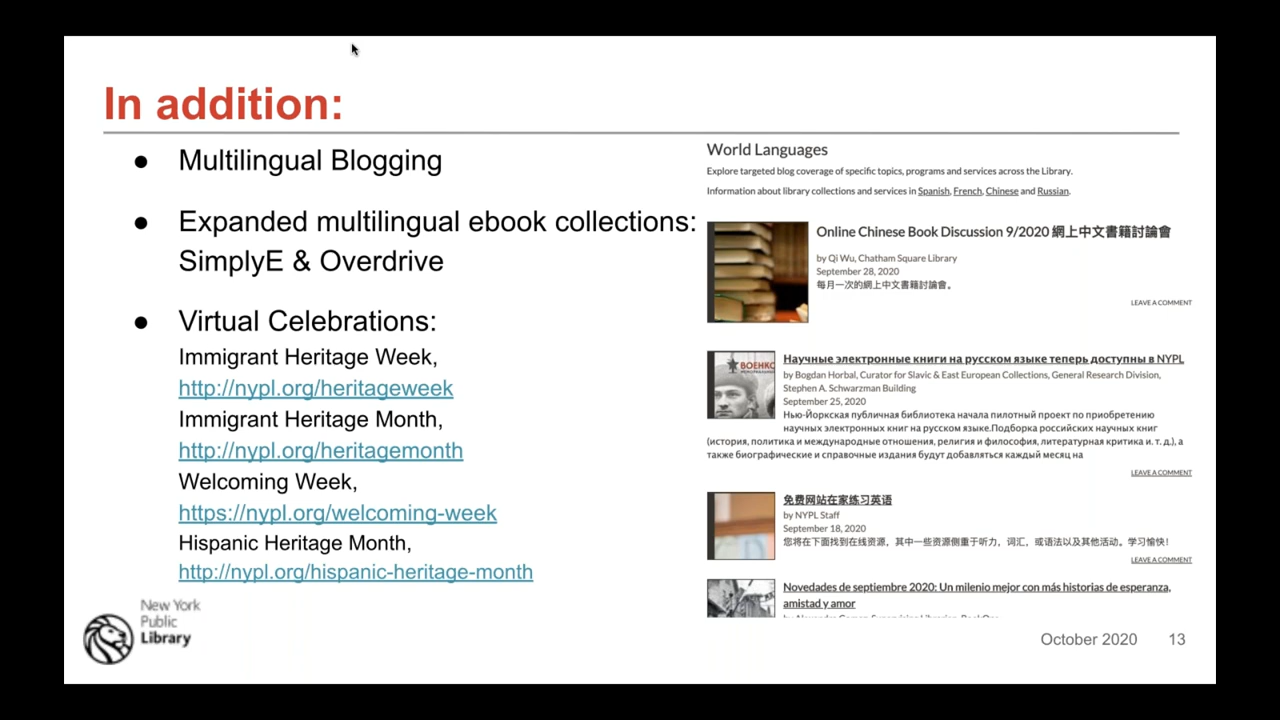 In addition:
● Multilingual Blogging
● Expanded multilingual ebook collections:
SimplyE & Overdrive
● Virtual Celebrations:
Immigrant Heritage Week,
http://nypl.org/heritageweek
Immigrant Heritage Month,
http://nypl.org/heritagemonth
Welcoming Week,
https://nypl.org/welcoming-week
Hispanic Heritage Month,
http://nypl.org/hispanic-heritage-month
World Languages
Explore targeted blog coverage of specific topics, programs and services across the Library.
Information about library collections and services in Spanish, French, Chinese and Russian.
Online Chinese Book Discussion 9/2020 網上中文書籍討論會
by Qi Wu, Chatham Square Library
September 28, 2020
每月一次的網上中文書籍討論會。
LEAVE A COMMENT
Научные электронные книги на русском языке теперь доступны в NYPL
by Bogdan Horbal, Curator for Slavic & East European Collections, General Research Division,
Stephen A. Schwarzman Building
September 25, 2020
Нью-Йоркская публичная библиотека начала пилотный проект по приобретению
научных электронных книг на русском языке.Подборка российских научных книг
(история, политика и международные отношения, религия и философия, литературная критика и. т. д.), а
также биографические и справочные издания будут добавляться каждый месяц на
LEAVE A COMMENT
免费网站在家练习英语
by NYPL Staff
September 18, 2020
您将在下面找到在线资源，其中一些资源侧重于听力，词汇，或语法以及其他活动。学习愉快！
LEAVE A COMMENT
Novedades de septiembre 2020: Un milenio mejor con más historias de esperanza,
amistad y amor
New York
Public
Library
October 2020 13